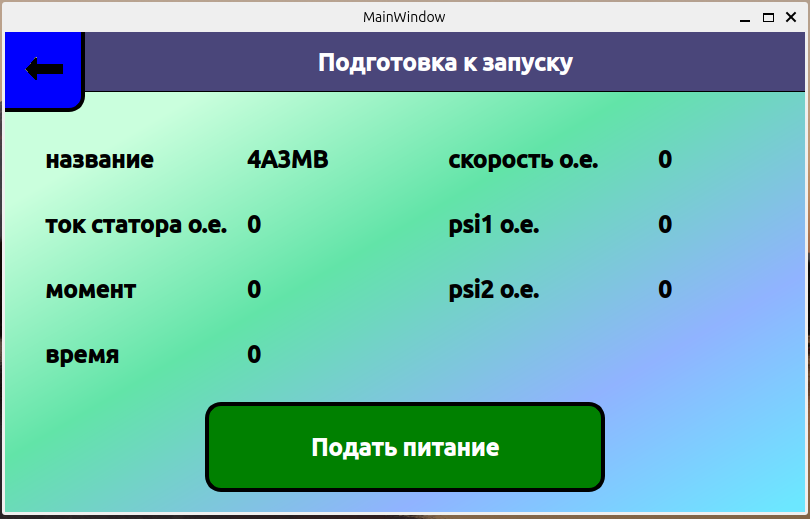 MainWindow
Подготовка к запуску
название 4АЗМВ скорость о.е. 0
ток статора о.е. 0 psi1 о.е. 0
момент 0 psi2 о.е. 0
время 0
Подать питание